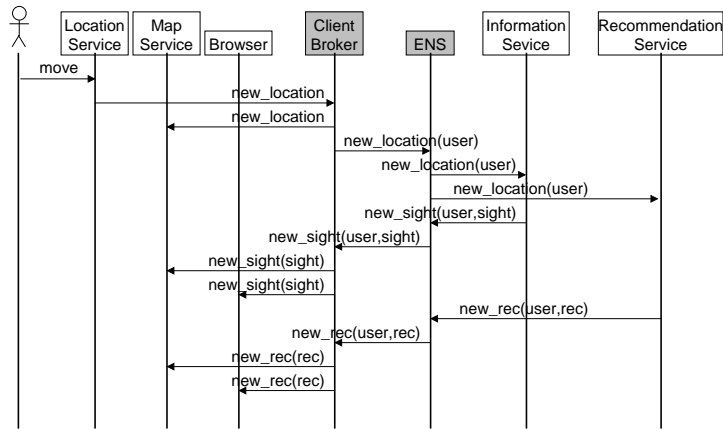 Location
Service
Map
Service
Browser
Client
Broker
ENS
Information
Sevice
Recommendation
Service
move
new_location
new_location
new_location(user)
new_location(user)
new_location(user)
new_sight(user,sight)
new_sight(user,sight)
new_sight(sight)
new_sight(sight)
new_rec(user,rec)
new_rec(user,rec)
new_rec(rec)
new_rec(rec)